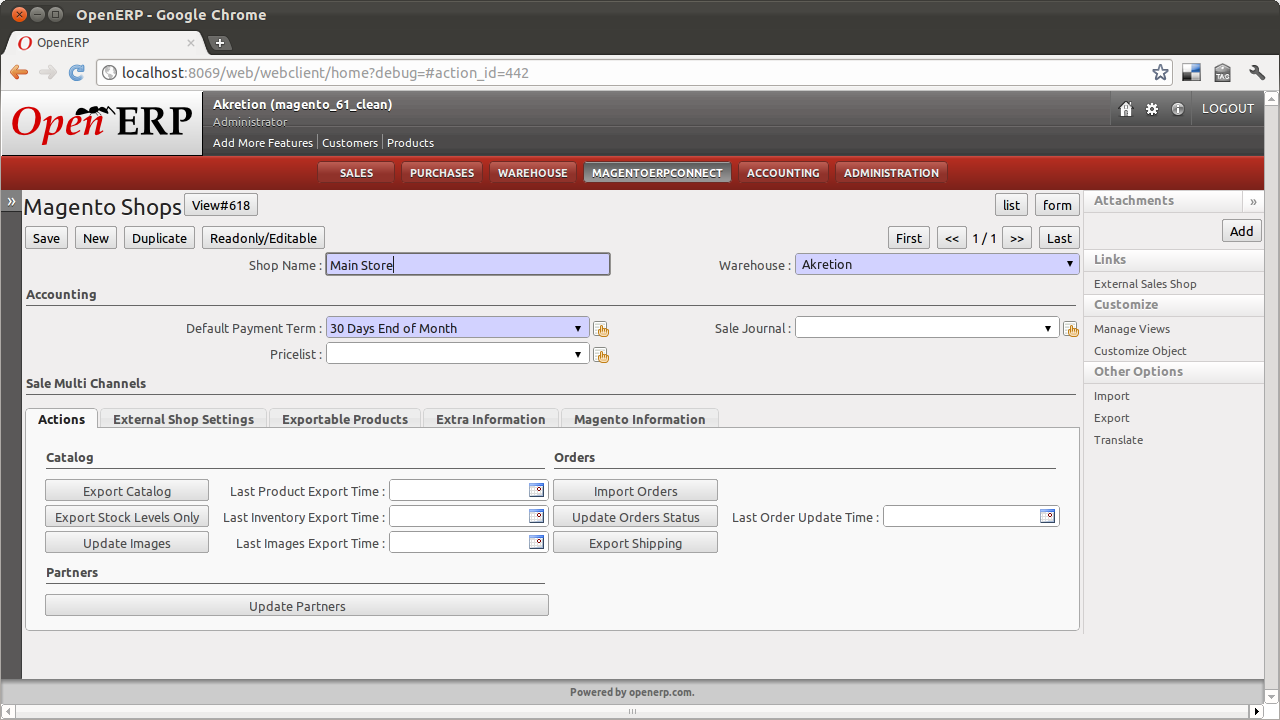 OpenERP - Google Chrome
OpenERP
localhost:8069/web/webclient/home?debug=#action_id=442
TAG
Open ERP
Akretion (magento_61_clean)
Administrator
LOGOUT
Add More Features Customers Products
SALES PURCHASES WAREHOUSE MAGENTOERPCONNECT ACCOUNTING ADMINISTRATION
» Magento Shops View#618 list form
Save New Duplicate Readonly/Editable First << 1 / 1 >> Last
Shop Name : Main Store Warehouse : Akretion
Accounting
Default Payment Term : 30 Days End of Month Sale Journal :
Pricelist :
Sale Multi Channels
Actions External Shop Settings Exportable Products Extra Information Magento Information
Catalog Orders
Export Catalog Last Product Export Time : Import Orders
Export Stock Levels Only Last Inventory Export Time : Update Orders Status Last Order Update Time :
Update Images Last Images Export Time : Export Shipping
Partners
Update Partners
Attachments »
Add
Links
External Sales Shop
Customize
Manage Views
Customize Object
Other Options
Import
Export
Translate
Powered by openerp.com.